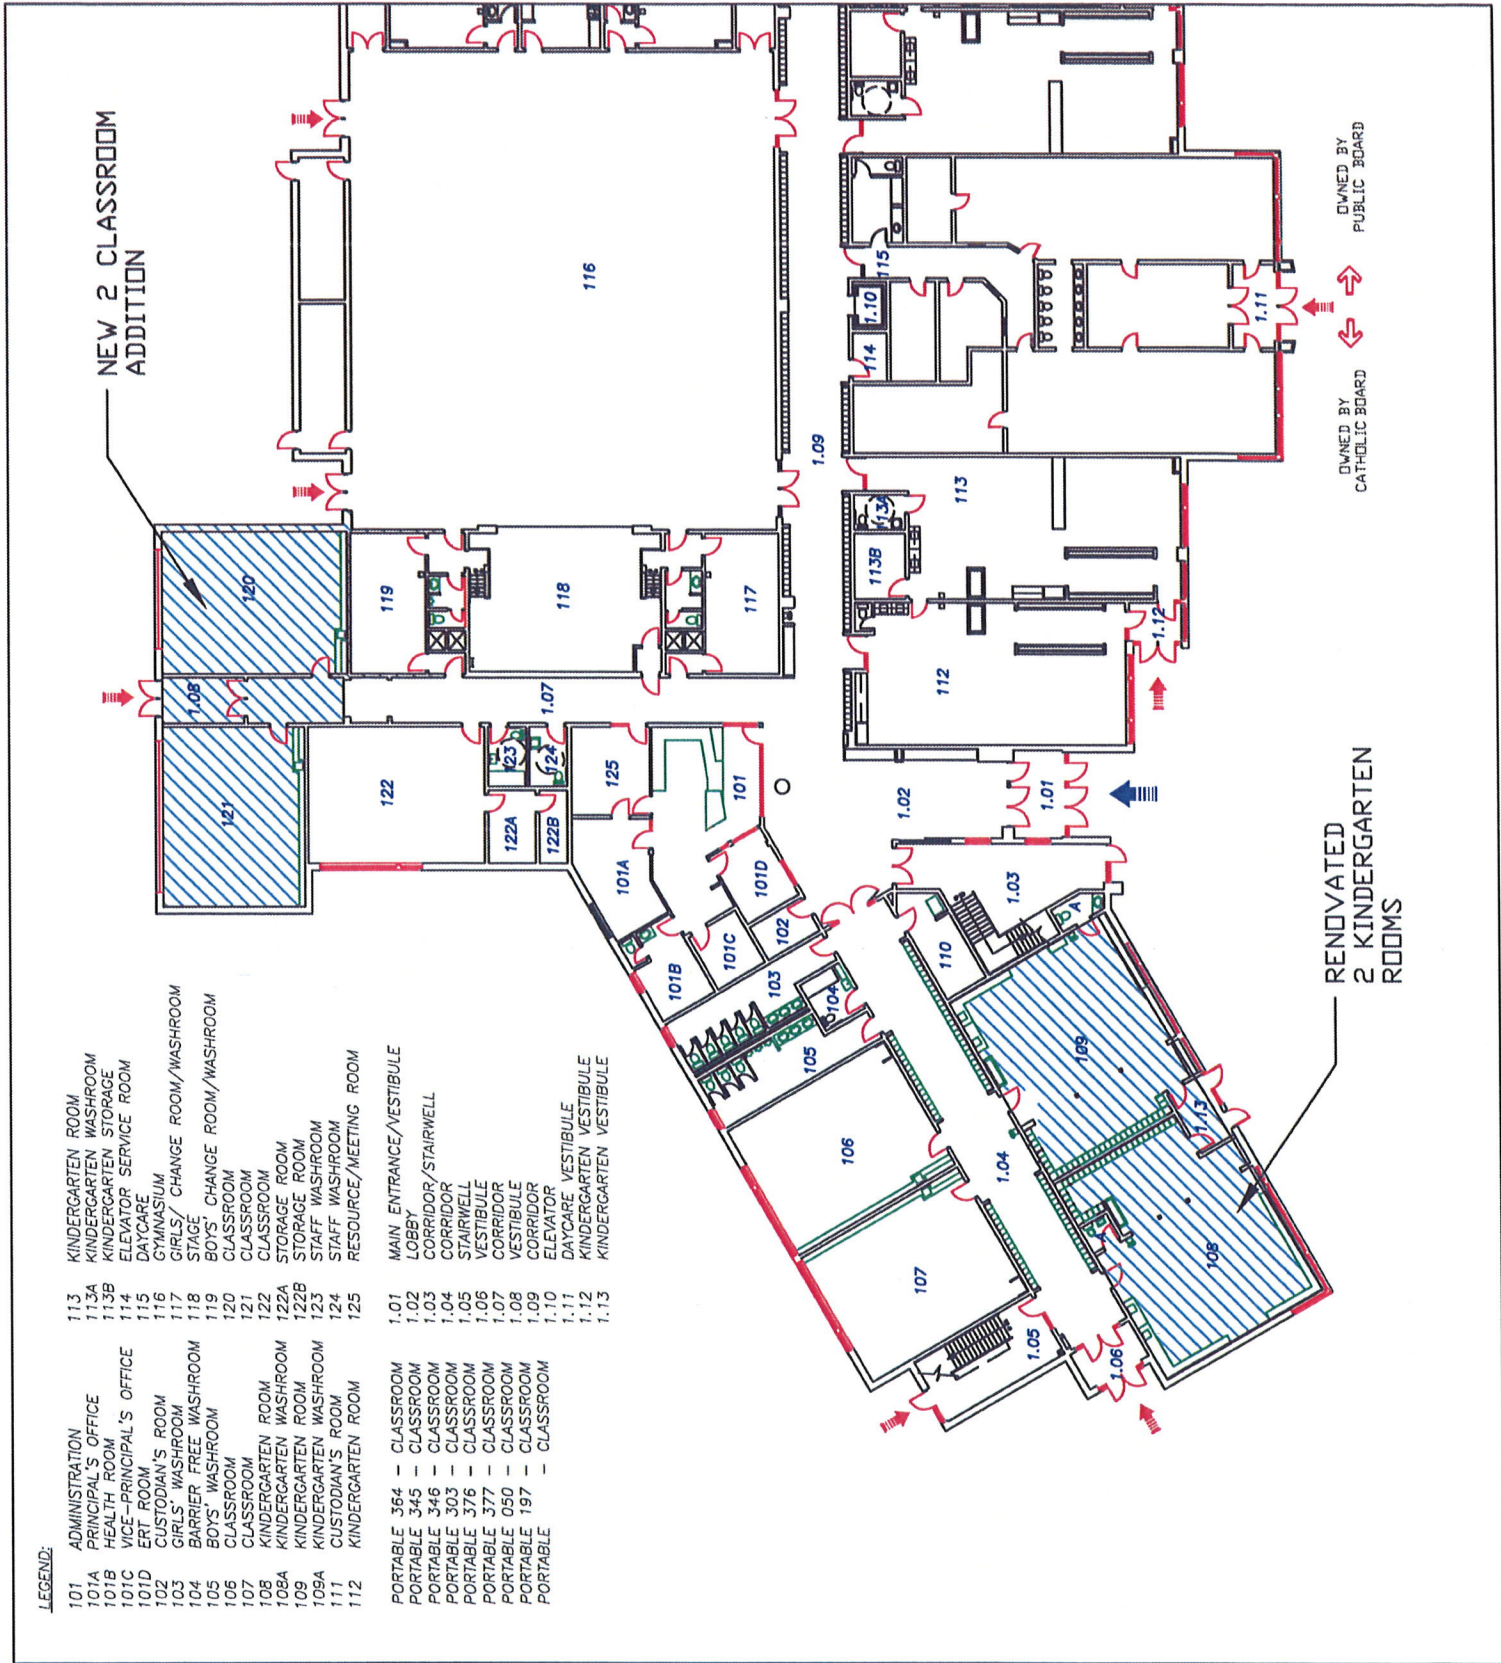 LEGEND:
101 ADMINISTRATION
101A PRINCIPAL'S OFFICE
101B HEALTH ROOM
101C VICE-PRINCIPAL'S OFFICE
101D ERT ROOM
102 CUSTODIAN'S ROOM
103 GIRLS' WASHROOM
104 BARRIER FREE WASHROOM
105 BOYS' WASHROOM
106 CLASSROOM
107 CLASSROOM
108 KINDERGARTEN ROOM
108A KINDERGARTEN WASHROOM
109 KINDERGARTEN ROOM
109A KINDERGARTEN WASHROOM
111 CUSTODIAN'S ROOM
112 KINDERGARTEN ROOM
113 KINDERGARTEN ROOM
113A KINDERGARTEN WASHROOM
113B KINDERGARTEN STORAGE
114 ELEVATOR SERVICE ROOM
115 DAYCARE
116 GYMNASIUM
117 GIRLS/ CHANGE ROOM/WASHROOM
118 STAGE
119 BOYS' CHANGE ROOM/WASHROOM
120 CLASSROOM
121 CLASSROOM
122 CLASSROOM
122A STORAGE ROOM
122B STORAGE ROOM
123 STAFF WASHROOM
124 STAFF WASHROOM
125 RESOURCE/MEETING ROOM
PORTABLE 364 - CLASSROOM
PORTABLE 345 - CLASSROOM
PORTABLE 346 - CLASSROOM
PORTABLE 303 - CLASSROOM
PORTABLE 376 - CLASSROOM
PORTABLE 377 - CLASSROOM
PORTABLE 050 - CLASSROOM
PORTABLE 197 - CLASSROOM
PORTABLE - CLASSROOM
1.01 MAIN ENTRANCE/VESTIBULE
1.02 LOBBY
1.03 CORRIDOR/STAIRWELL
1.04 CORRIDOR
1.05 STAIRWELL
1.06 VESTIBULE
1.07 CORRIDOR
1.08 VESTIBULE
1.09 CORRIDOR
1.10 ELEVATOR
1.11 DAYCARE VESTIBULE
1.12 KINDERGARTEN VESTIBULE
1.13 KINDERGARTEN VESTIBULE
NEW 2 CLASSROOM
ADDITION
121
1.08
120
122
119
116
123
124
122A
122B
118
1.07
125
117
101A
101
101D
101B
101C
102
103
104
105
106
107
1.09
114
1.10
115
113A
113B
113
112
1.12
1.11
1.02
1.01
1.03
110
A
109
1.04
1.13
A
108
1.05
1.06
OWNED BY
CATHOLIC BOARD
OWNED BY
PUBLIC BOARD
RENOVATED
2 KINDERGARTEN
ROOMS